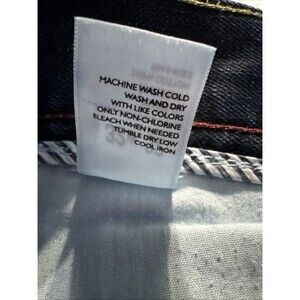 MACHINE WASH COLD
WASH AND DRY
WITH LIKE COLORS
ONLY NON-CHLORINE
BLEACH WHEN NEEDED
TUMBLE DRY LOW
COOL IRON